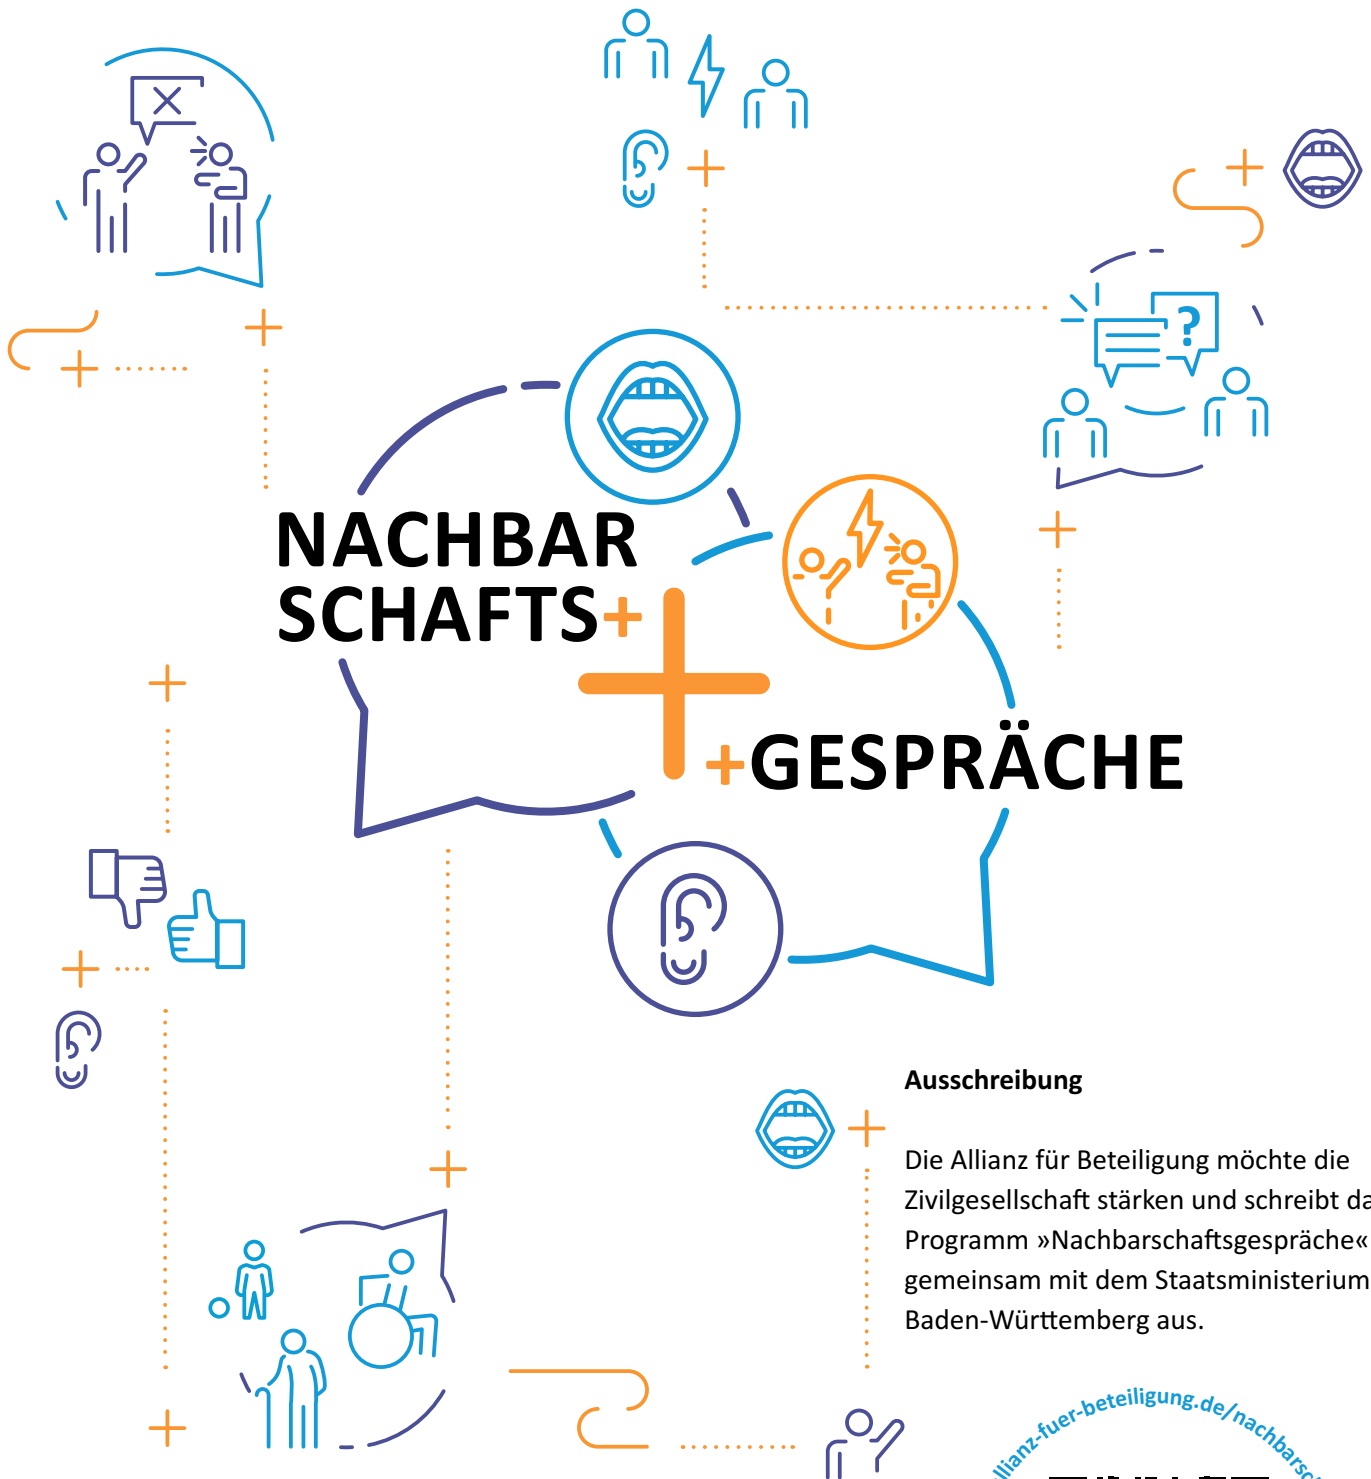 ?
NACHBAR
SCHAFTS+
+GESPRÄCHE
Ausschreibung
Die Allianz für Beteiligung möchte die
Zivilgesellschaft stärken und schreibt
Programm »Nachbarschaftsgespräche«
gemeinsam mit dem Staatsministerium
Baden-Württemberg aus.
llianz-fuer-beteiligung.de/nachbarsc